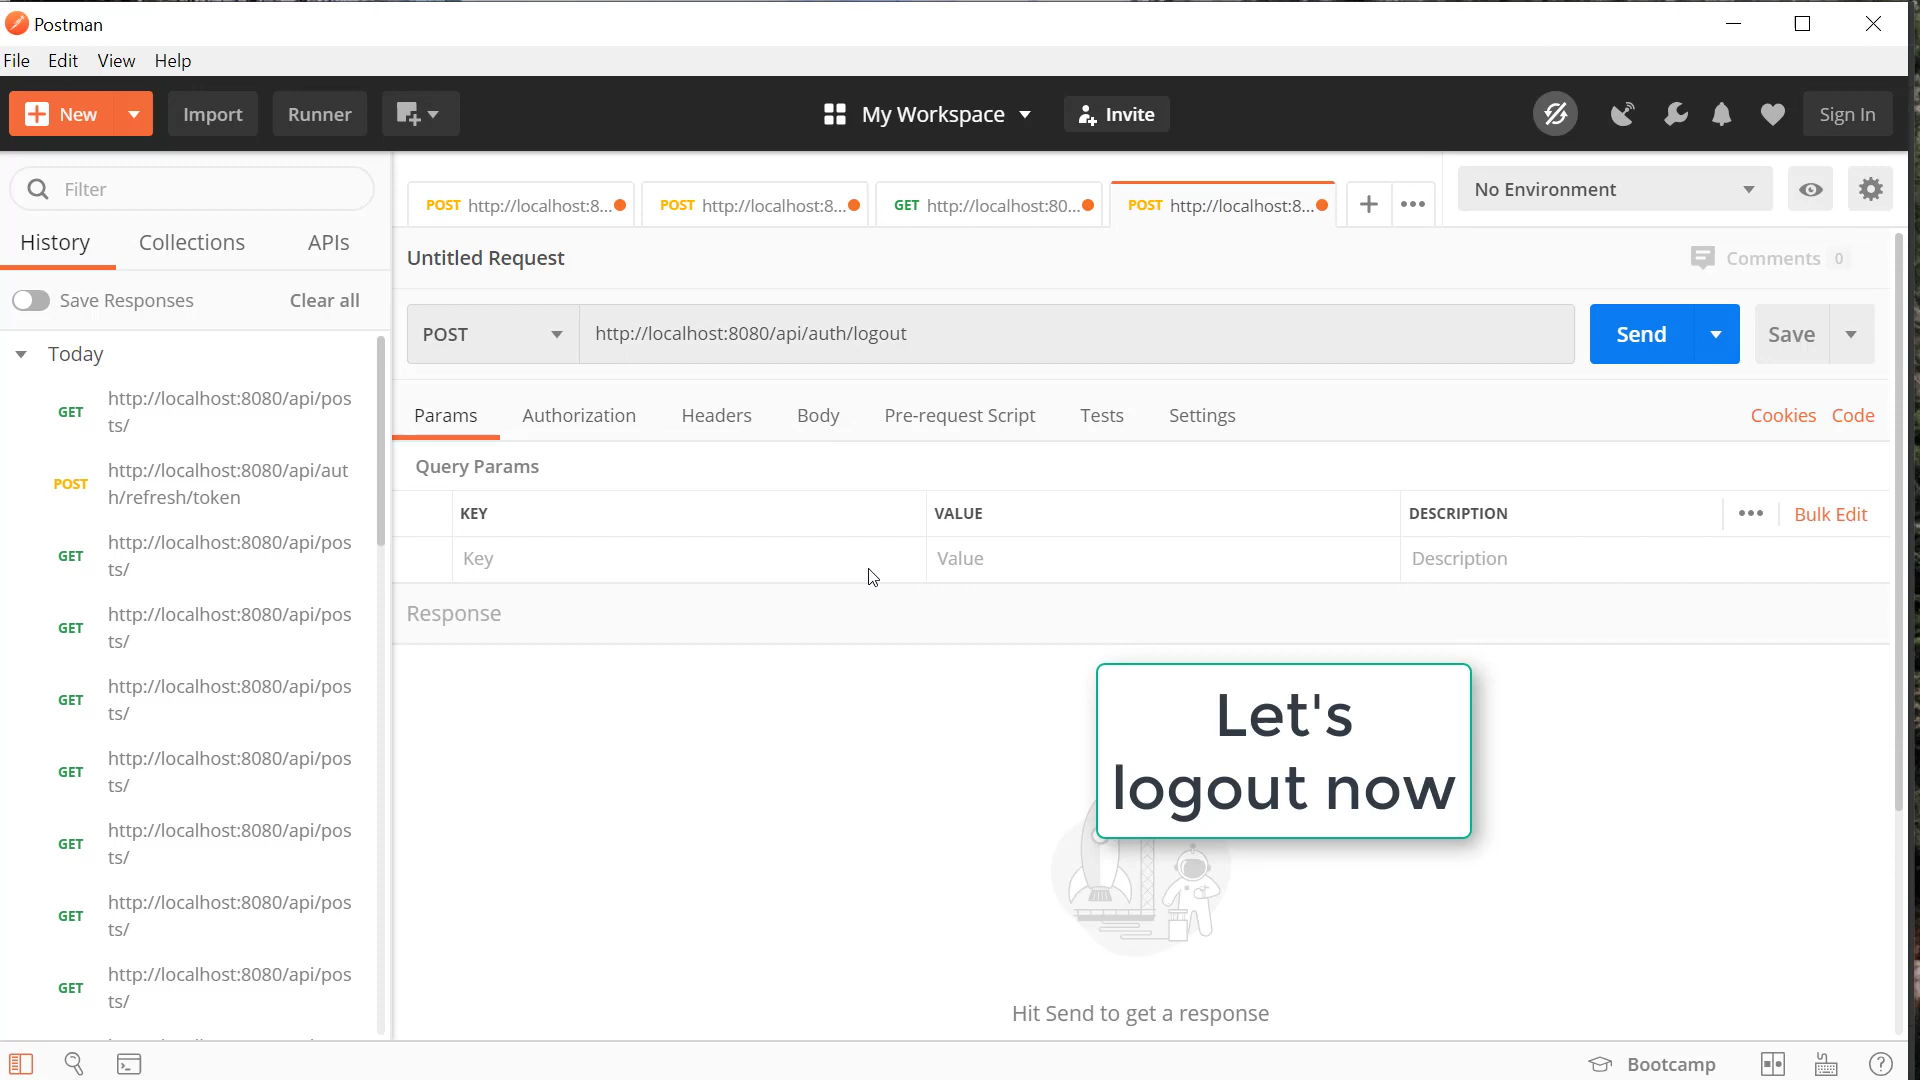 Postman
File Edit View Help
New Import Runner My Workspace Invite Sign In
Filter
History Collections APIs
Save Responses Clear all
Today
GET http://localhost:8080/api/pos
ts/
POST http://localhost:8080/api/aut
h/refresh/token
GET http://localhost:8080/api/pos
ts/
GET http://localhost:8080/api/pos
ts/
GET http://localhost:8080/api/pos
ts/
GET http://localhost:8080/api/pos
ts/
GET http://localhost:8080/api/pos
ts/
GET http://localhost:8080/api/pos
ts/
GET http://localhost:8080/api/pos
ts/
POST http://localhost:8... POST http://localhost:8... GET http://localhost:80... POST http://localhost:8... No Environment
Untitled Request Comments 0
POST http://localhost:8080/api/auth/logout Send Save
Params Authorization Headers Body Pre-request Script Tests Settings Cookies Code
Query Params
KEY VALUE DESCRIPTION Bulk Edit
Key Value Description
Response
Let's
logout now
Hit Send to get a response
Bootcamp